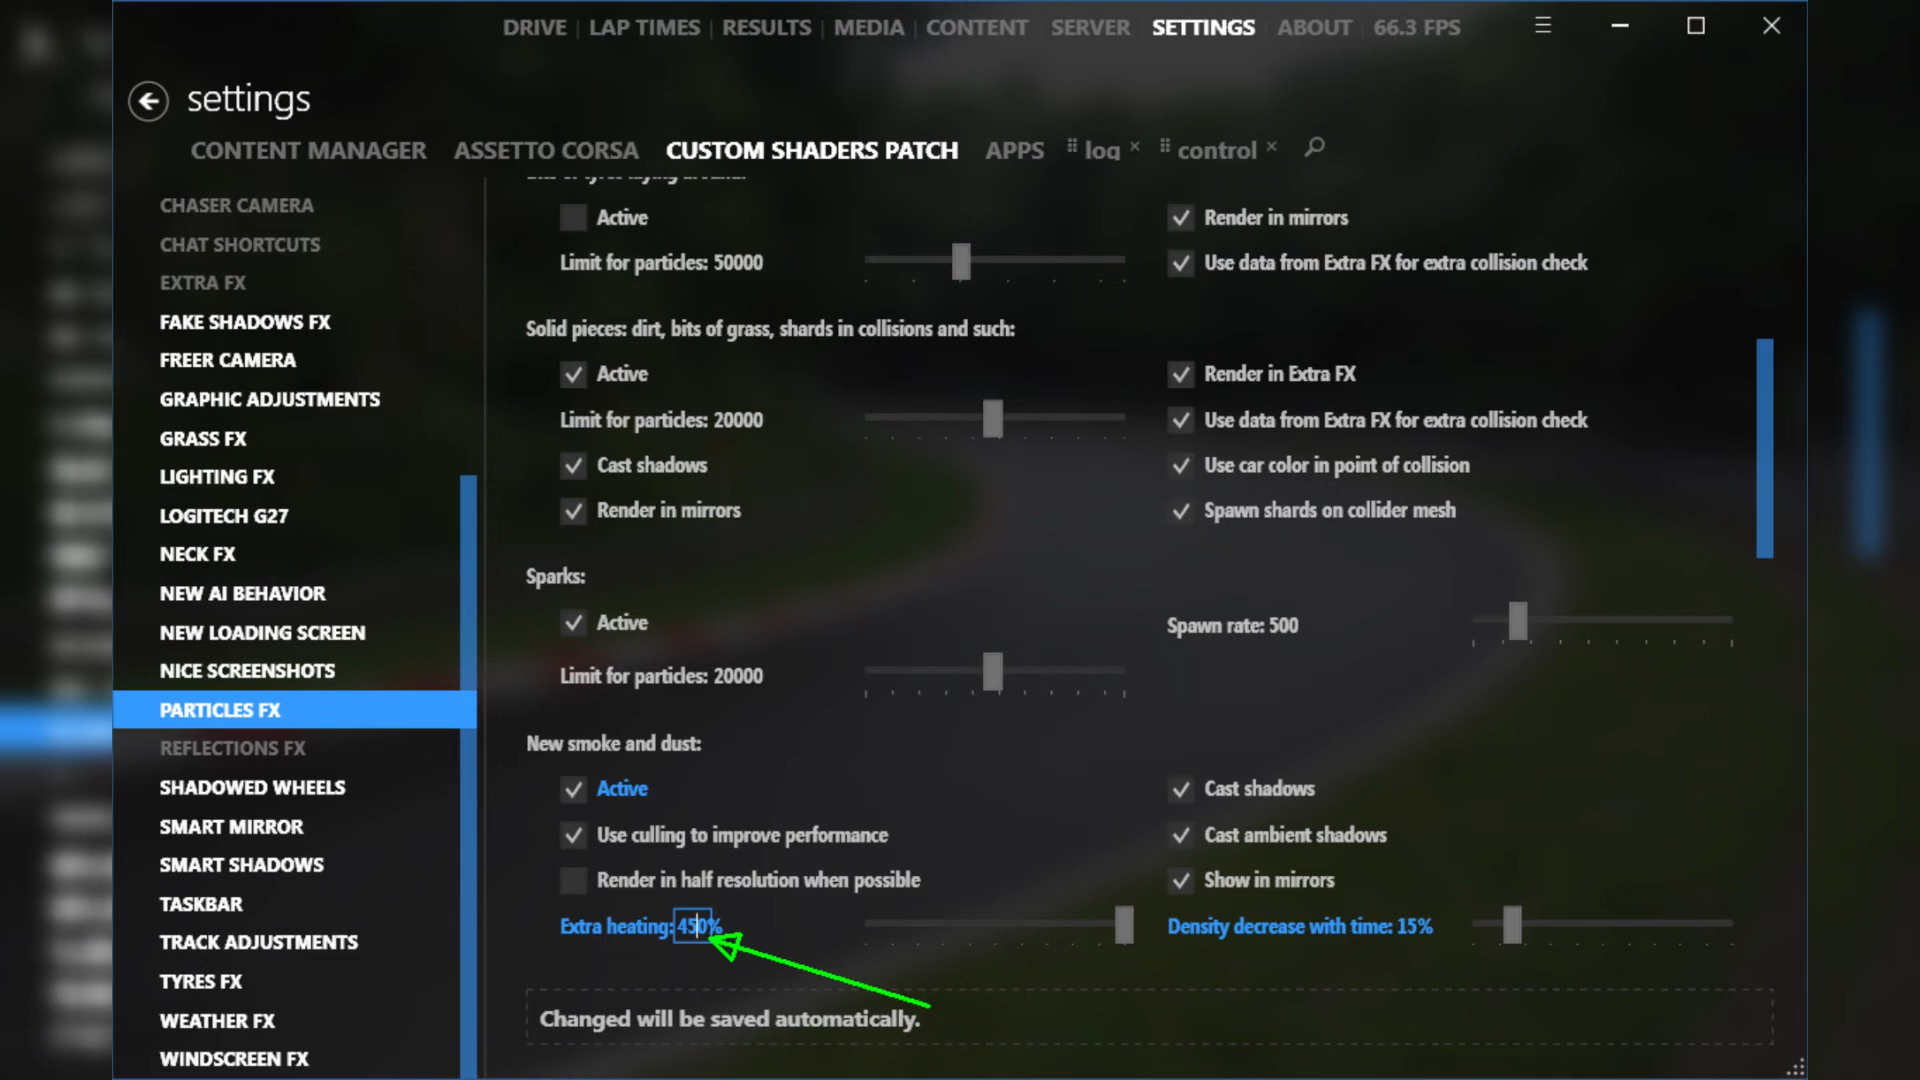 DRIVE | LAP TIMES | RESULTS | MEDIA | CONTENT | SERVER | SETTINGS | ABOUT | 66.3 FPS
settings
CONTENT MANAGER ASSETTO CORSA CUSTOM SHADERS PATCH APPS log × control ×
CHASER CAMERA
CHAT SHORTCUTS
EXTRA FX
FAKE SHADOWS FX
FREER CAMERA
GRAPHIC ADJUSTMENTS
GRASS FX
LIGHTING FX
LOGITECH G27
NECK FX
NEW AI BEHAVIOR
NEW LOADING SCREEN
NICE SCREENSHOTS
PARTICLES FX
REFLECTIONS FX
SHADOWED WHEELS
SMART MIRROR
SMART SHADOWS
TASKBAR
TRACK ADJUSTMENTS
TYRES FX
WEATHER FX
WINDSCREEN FX
Active
Render in mirrors
Limit for particles: 50000
Use data from Extra FX for extra collision check
Solid pieces: dirt, bits of grass, shards in collisions and such:
Active
Render in Extra FX
Limit for particles: 20000
Use data from Extra FX for extra collision check
Cast shadows
Use car color in point of collision
Render in mirrors
Spawn shards on collider mesh
Sparks:
Active
Spawn rate: 500
Limit for particles: 20000
New smoke and dust:
Active
Cast shadows
Use culling to improve performance
Cast ambient shadows
Render in half resolution when possible
Show in mirrors
Extra heating: 450%
Density decrease with time: 15%
Changed will be saved automatically.